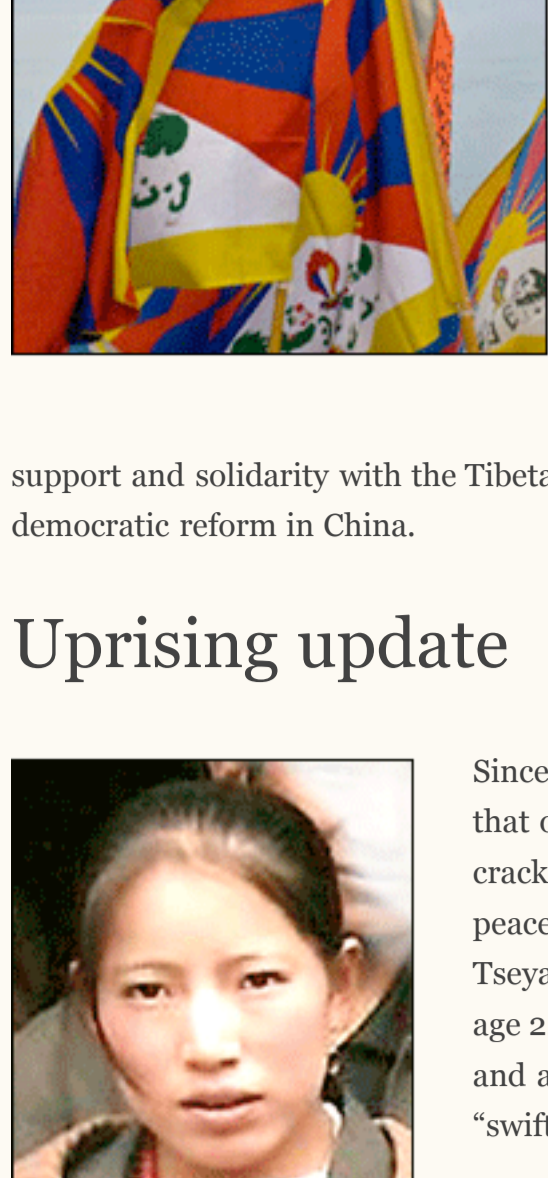 support and solidarity with the Tibeta
democratic reform in China.
Uprising update
Since
that o
crack
peace
Tseya
age 2
and a
“swift